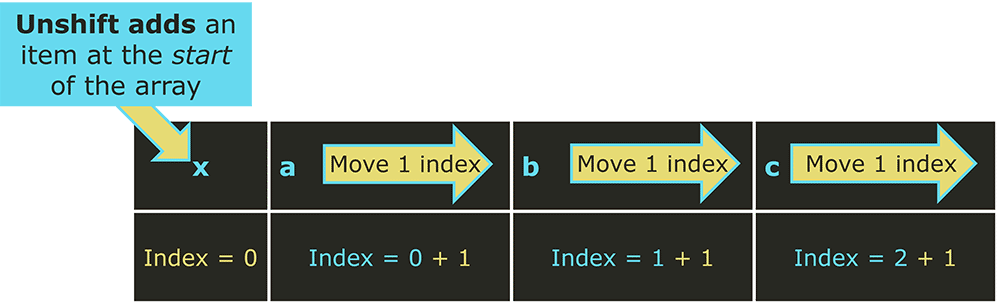 Unshift adds an
item at the start
of the array
x
a
Move 1 index
b
Move 1 index
c
Move 1 index
Index = 0
Index = 0 + 1
Index = 1 + 1
Index = 2 + 1